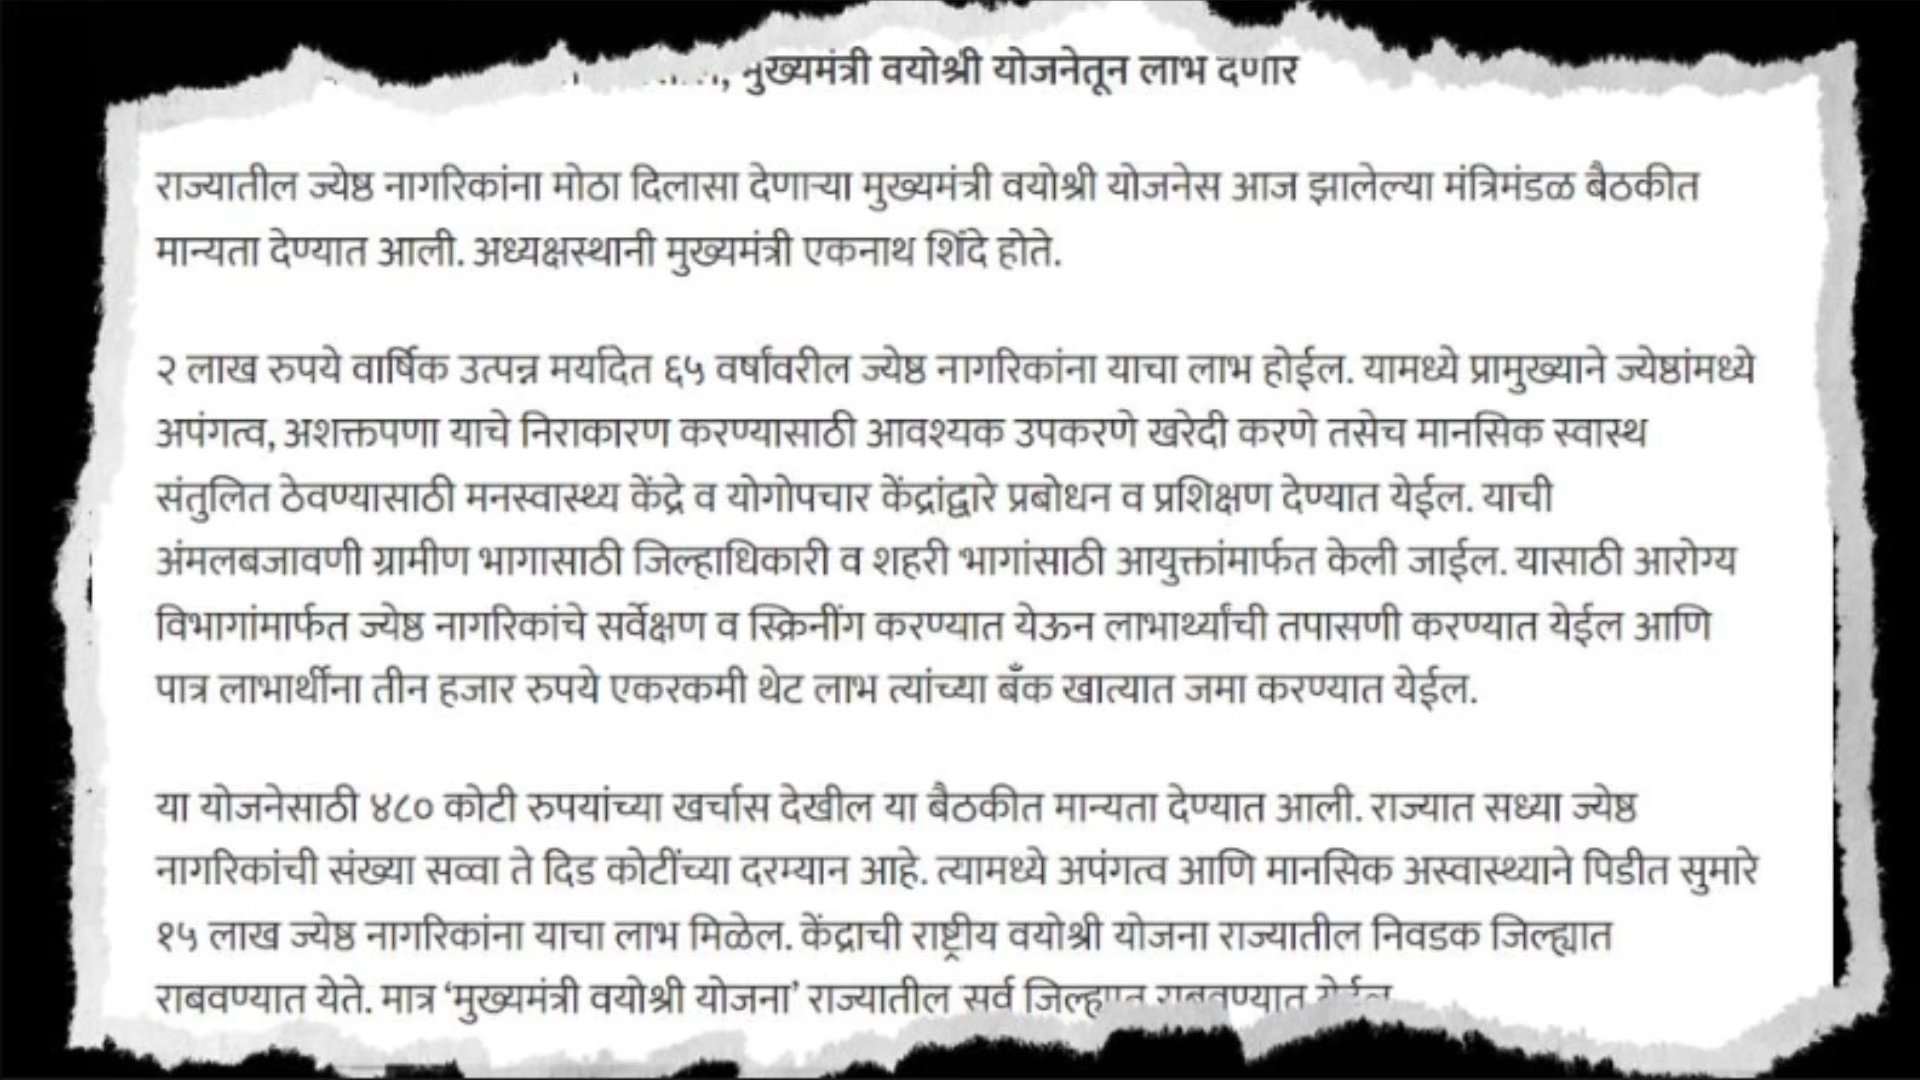 मुख्यमंत्री वयोश्री योजनेतून लाभ देणार
राज्यातील ज्येष्ठ नागरिकांना मोठा दिलासा देणाऱ्या मुख्यमंत्री वयोश्री योजनेस आज झालेल्या मंत्रिमंडळ बैठकीत
मान्यता देण्यात आली. अध्यक्षस्थानी मुख्यमंत्री एकनाथ शिंदे होते.
२ लाख रुपये वार्षिक उत्पन्न मर्यादेत ६५ वर्षांवरील ज्येष्ठ नागरिकांना याचा लाभ होईल. यामध्ये प्रामुख्याने ज्येष्ठांमध्ये
अपंगत्व, अशक्तपणा याचे निराकारण करण्यासाठी आवश्यक उपकरणे खरेदी करणे तसेच मानसिक स्वास्थ
संतुलित ठेवण्यासाठी मनस्वास्थ्य केंद्रे व योगोपचार केंद्रांद्वारे प्रबोधन व प्रशिक्षण देण्यात येईल. याची
अंमलबजावणी ग्रामीण भागासाठी जिल्हाधिकारी व शहरी भागांसाठी आयुक्तांमार्फत केली जाईल. यासाठी आरोग्य
विभागांमार्फत ज्येष्ठ नागरिकांचे सर्वेक्षण व स्क्रिनींग करण्यात येऊन लाभार्थ्यांची तपासणी करण्यात येईल आणि
पात्र लाभार्थींना तीन हजार रुपये एकरकमी थेट लाभ त्यांच्या बँक खात्यात जमा करण्यात येईल.
या योजनेसाठी ४८० कोटी रुपयांच्या खर्चास देखील या बैठकीत मान्यता देण्यात आली. राज्यात सध्या ज्येष्ठ
नागरिकांची संख्या सव्वा ते दिड कोटींच्या दरम्यान आहे. त्यामध्ये अपंगत्व आणि मानसिक अस्वास्थ्याने पिडीत सुमारे
१५ लाख ज्येष्ठ नागरिकांना याचा लाभ मिळेल. केंद्राची राष्ट्रीय वयोश्री योजना राज्यातील निवडक जिल्ह्यात
राबवण्यात येते. मात्र ‘मुख्यमंत्री वयोश्री योजना’ राज्यातील सर्व जिल्ह्यात राबवण्यात येईल